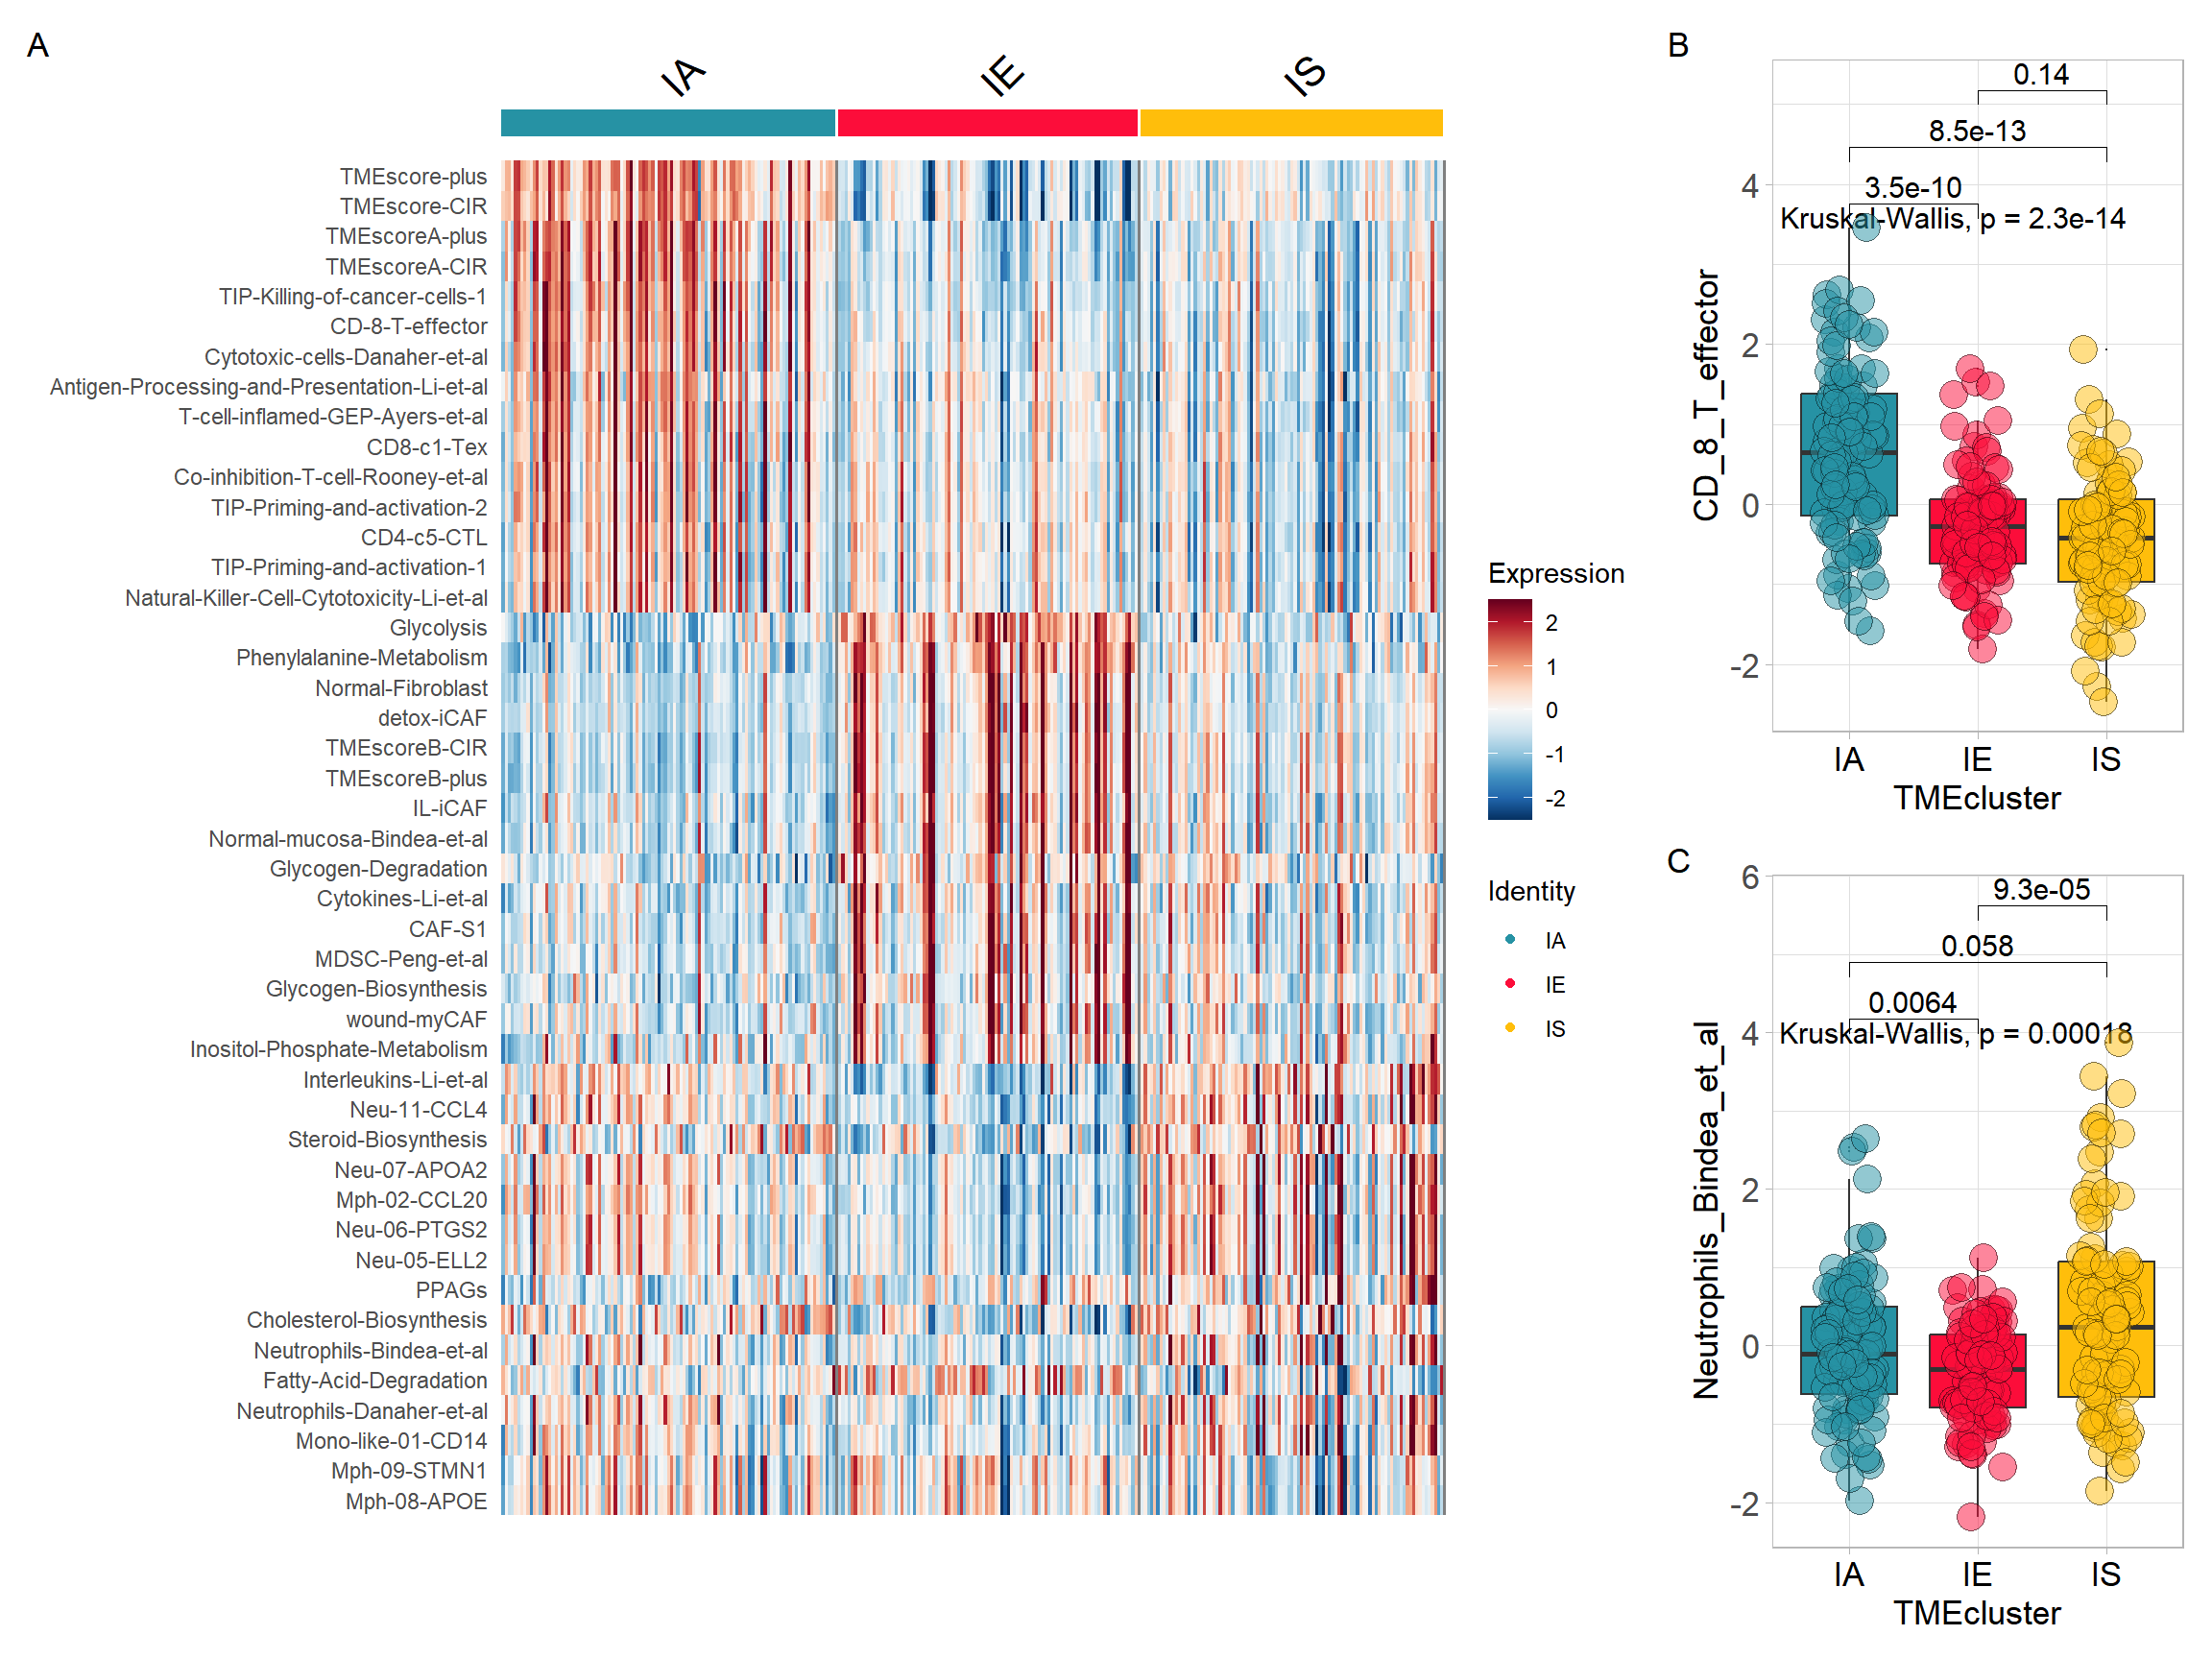 A
IA
IE
IS
TMEscore-plus
TMEscore-CIR
TMEscoreA-plus
TMEscoreA-CIR
TIP-Killing-of-cancer-cells-1
CD-8-T-effector
Cytotoxic-cells-Danaher-et-al
Antigen-Processing-and-Presentation-Li-et-al
T-cell-inflamed-GEP-Ayers-et-al
CD8-c1-Tex
Co-inhibition-T-cell-Rooney-et-al
TIP-Priming-and-activation-2
CD4-c5-CTL
TIP-Priming-and-activation-1
Natural-Killer-Cell-Cytotoxicity-Li-et-al
Glycolysis
Phenylalanine-Metabolism
Normal-Fibroblast
detox-iCAF
TMEscoreB-CIR
TMEscoreB-plus
IL-iCAF
Normal-mucosa-Bindea-et-al
Glycogen-Degradation
Cytokines-Li-et-al
CAF-S1
MDSC-Peng-et-al
Glycogen-Biosynthesis
wound-myCAF
Inositol-Phosphate-Metabolism
Interleukins-Li-et-al
Neu-11-CCL4
Steroid-Biosynthesis
Neu-07-APOA2
Mph-02-CCL20
Neu-06-PTGS2
Neu-05-ELL2
PPAGs
Cholesterol-Biosynthesis
Neutrophils-Bindea-et-al
Fatty-Acid-Degradation
Neutrophils-Danaher-et-al
Mono-like-01-CD14
Mph-09-STMN1
Mph-08-APOE
Expression
2
1
0
-1
-2
Identity
IA
IE
IS
B
0.14
8.5e-13
3.5e-10
Kruskal-Wallis, p = 2.3e-14
CD_8_T_effector
4
2
0
-2
IA
IE
IS
TMEcluster
C
9.3e-05
0.058
0.0064
Kruskal-Wallis, p = 0.00018
Neutrophils_Bindea_et_al
6
4
2
0
-2
IA
IE
IS
TMEcluster